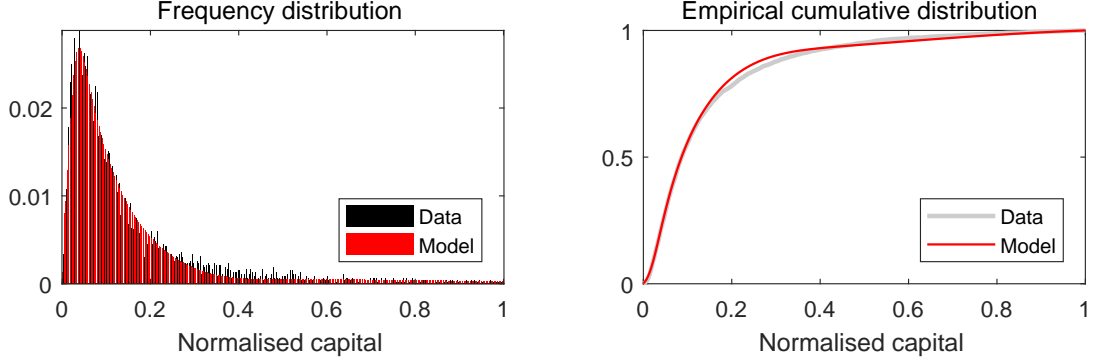 Frequency distribution
0.02
0.01
0
0 0.2 0.4 0.6 0.8 1
Normalised capital
Data
Model
Empirical cumulative distribution
1
0.5
0
0 0.2 0.4 0.6 0.8 1
Normalised capital
Data
Model